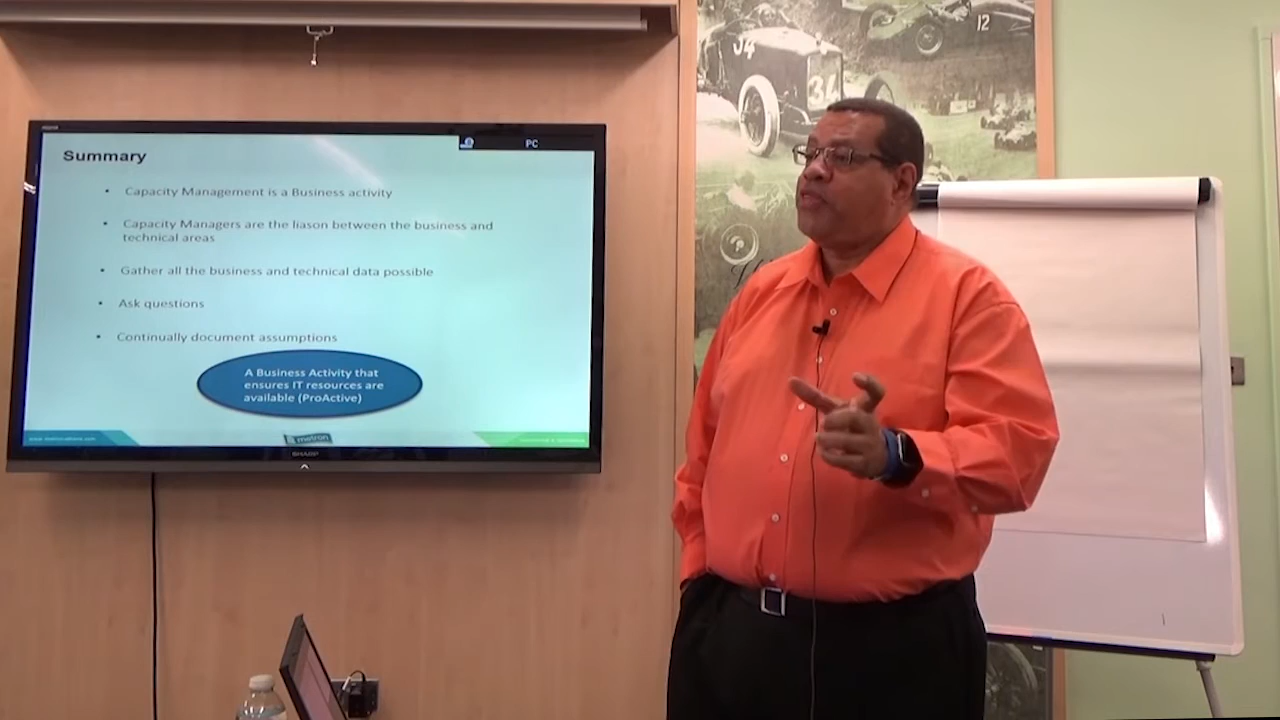 12
34
34
PC
Summary
• Capacity Management is a Business activity
• Capacity Managers are the liason between the business and
technical areas
• Gather all the business and technical data possible
• Ask questions
• Continually document assumptions
A Business Activity that
ensures IT resources are
available (ProActive)
metron
SHARP